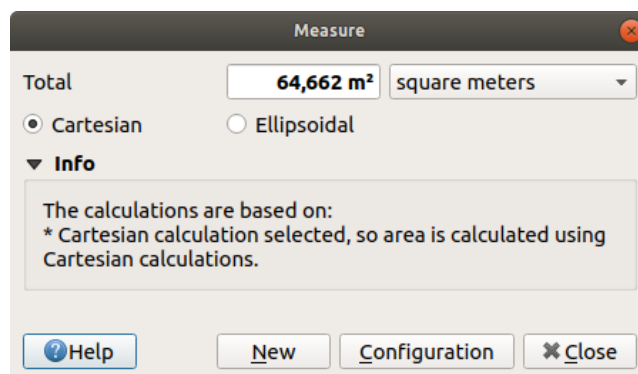 Measure
Total 64,662 m² square meters
Cartesian Ellipsoidal
Info
The calculations are based on:
* Cartesian calculation selected, so area is calculated using
Cartesian calculations.
Help New Configuration Close